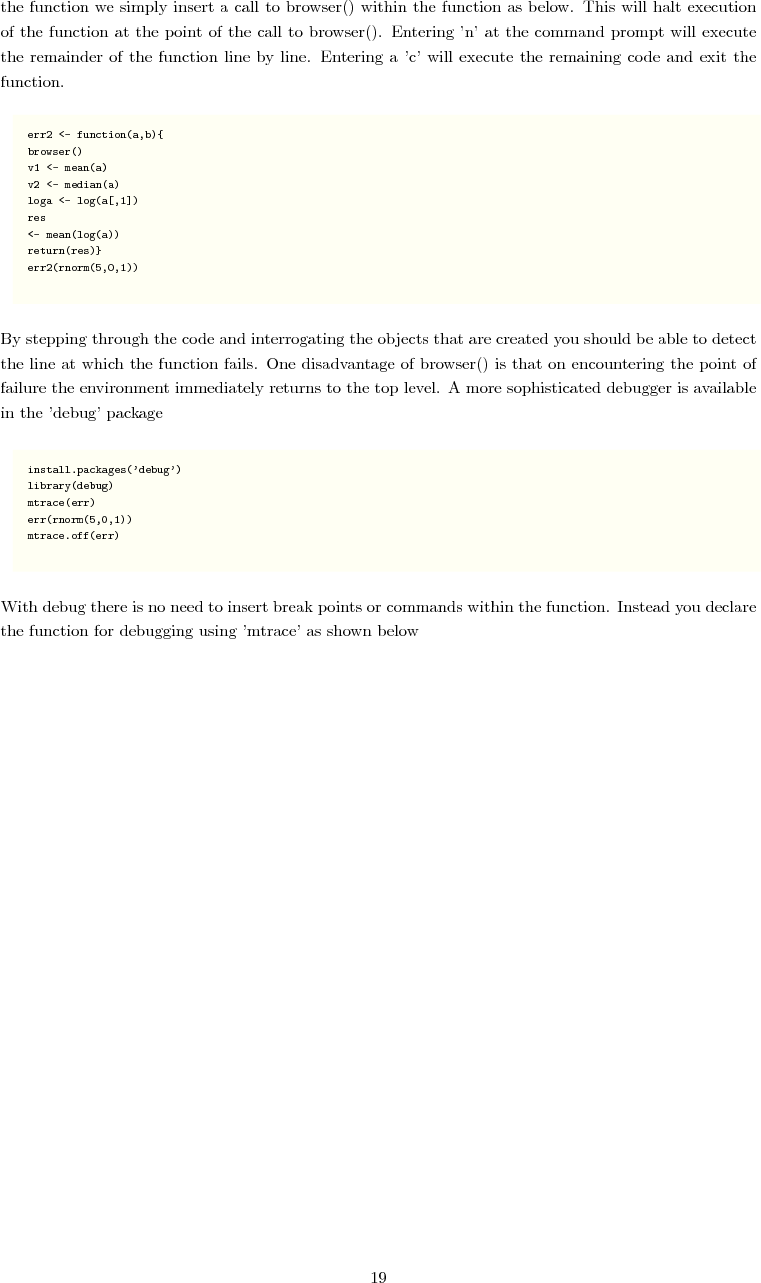 the function we simply insert a call to browser() within the function as below. This will halt execution
of the function at the point of the call to browser(). Entering 'n' at the command prompt will execute
the remainder of the function line by line. Entering a 'c' will execute the remaining code and exit the
function.
err2 <- function(a,b){
browser()
v1 <- mean(a)
v2 <- median(a)
loga <- log(a[,1])
res
<- mean(log(a))
return(res)}
err2(rnorm(5,O,1))
By stepping through the code and interrogating the objects that are created you should be able to detect
the line at which the function fails. One disadvantage of browser() is that on encountering the point of
failure the environment immediately returns to the top level. A more sophisticated debugger is available
in the 'debug' package
install.packages('debug')
library(debug)
mtrace(err)
err(rnorm(5,0,1))
mtrace.off(err)
With debug there is no need to insert break points or commands within the function. Instead you declare
the function for debugging using 'mtrace' as shown below
19